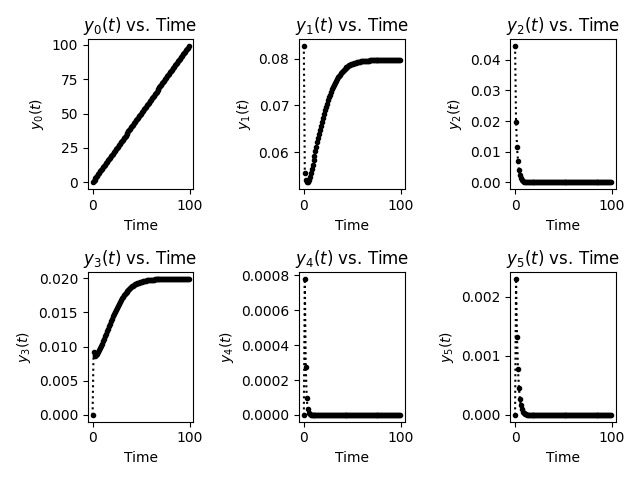 y₀(t) vs. Time
y₁(t) vs. Time
y₂(t) vs. Time
100
75
50
25
0
y₀(t)
0
100
Time
0.08
0.07
0.06
y₁(t)
0
100
Time
0.04
0.03
0.02
0.01
0.00
y₂(t)
0
100
Time
y₃(t) vs. Time
y₄(t) vs. Time
y₅(t) vs. Time
0.020
0.015
0.010
0.005
0.000
y₃(t)
0
100
Time
0.0008
0.0006
0.0004
0.0002
0.0000
y₄(t)
0
100
Time
0.002
0.001
0.000
y₅(t)
0
100
Time